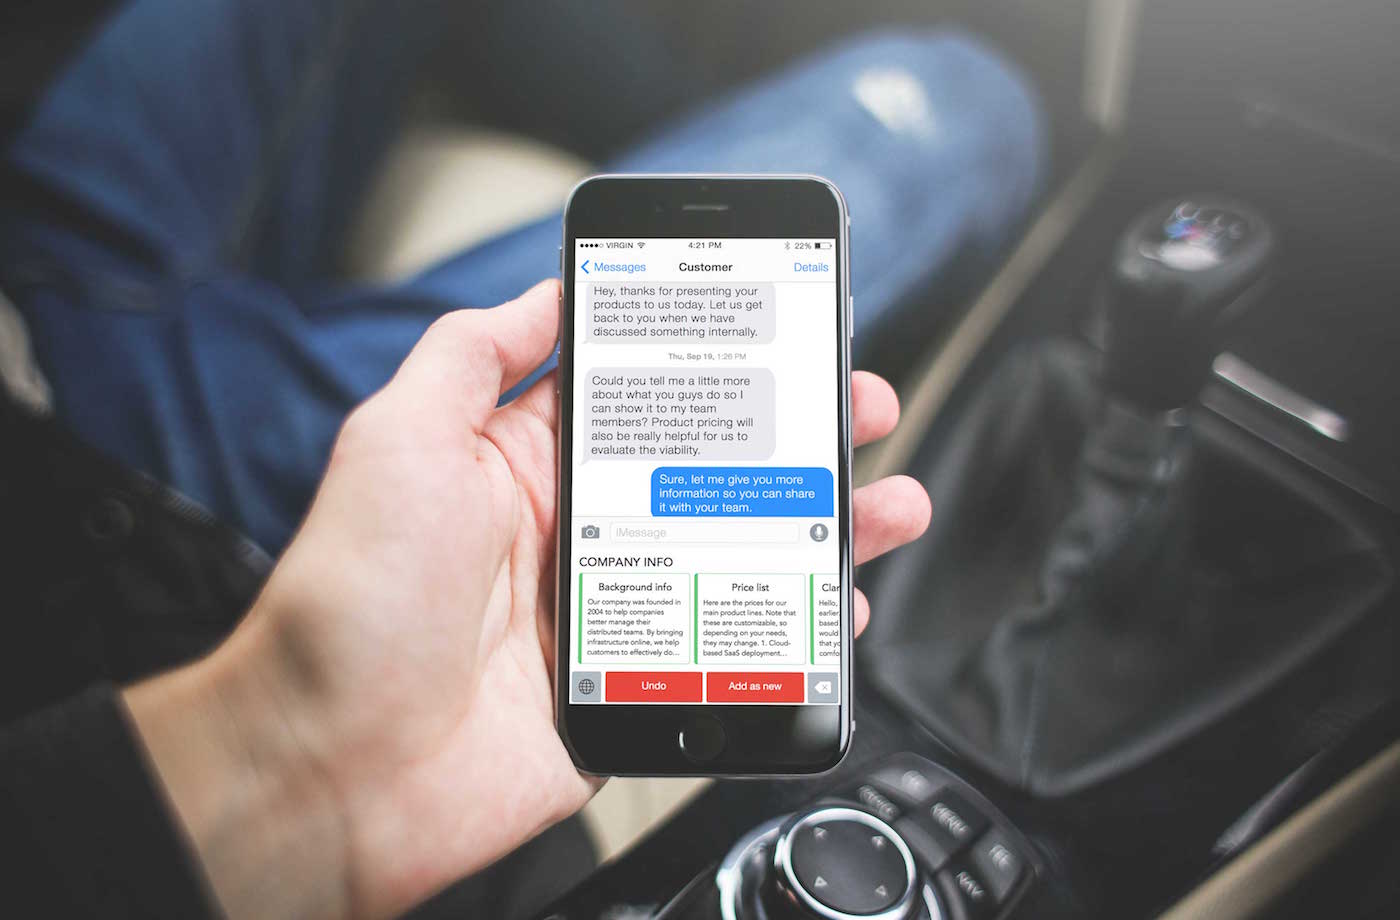 VIRGIN 4:21 PM 22%
Messages Customer Details
Hey, thanks for presenting your
products to us today. Let us get
back to you when we have
discussed something internally.
Thu, Sep 19, 1:26 PM
Could you tell me a little more
about what you guys do so I
can show it to my team
members? Product pricing will
also be really helpful for us to
evaluate the viability.
Sure, let me give you more
information so you can share
it with your team.
iMessage
COMPANY INFO
Background info
Our company was founded in
2004 to help companies
better manage their
distributed teams. By bringing
infrastructure online, we help
customers to effectively do...
Price list
Here are the prices for our
main product lines. Note that
these are customizable, so
depending on your needs,
they may change. 1. Cloud-
based SaaS deployment...
Clar
Hello,
earlier
based
would
that yo
comfo
Undo Add as new
MENU
NAV